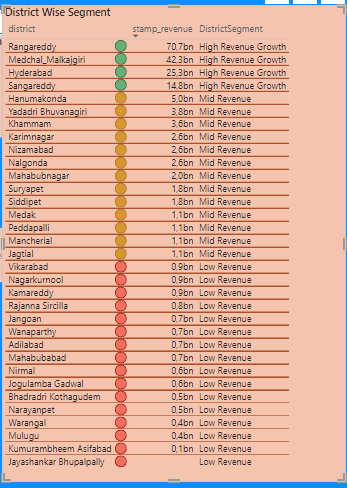 District Wise Segment
district stamp_revenue DistrictSegment
Rangareddy 70,7bn High Revenue Growth
Medchal_Malkajgiri 42,3bn High Revenue Growth
Hyderabad 25,3bn High Revenue Growth
Sangareddy 14,8bn High Revenue Growth
Hanumakonda 5,0bn Mid Revenue
Yadadri Bhuvanagiri 3,8bn Mid Revenue
Khammam 3,6bn Mid Revenue
Karimnagar 2,6bn Mid Revenue
Nizamabad 2,6bn Mid Revenue
Nalgonda 2,6bn Mid Revenue
Mahabubnagar 2,0bn Mid Revenue
Suryapet 1,8bn Mid Revenue
Siddipet 1,8bn Mid Revenue
Medak 1,1bn Mid Revenue
Peddapalli 1,1bn Mid Revenue
Mancherial 1,1bn Mid Revenue
Jagtial 1,1bn Mid Revenue
Vikarabad 0,9bn Low Revenue
Nagarkurnool 0,9bn Low Revenue
Kamareddy 0,9bn Low Revenue
Rajanna Sircilla 0,8bn Low Revenue
Jangoan 0,7bn Low Revenue
Wanaparthy 0,7bn Low Revenue
Adilabad 0,7bn Low Revenue
Mahabubabad 0,7bn Low Revenue
Nirmal 0,6bn Low Revenue
Jogulamba Gadwal 0,6bn Low Revenue
Bhadradri Kothagudem 0,5bn Low Revenue
Narayanpet 0,5bn Low Revenue
Warangal 0,4bn Low Revenue
Mulugu 0,4bn Low Revenue
Kumurambheem Asifabad 0,1bn Low Revenue
Jayashankar Bhupalpally Low Revenue